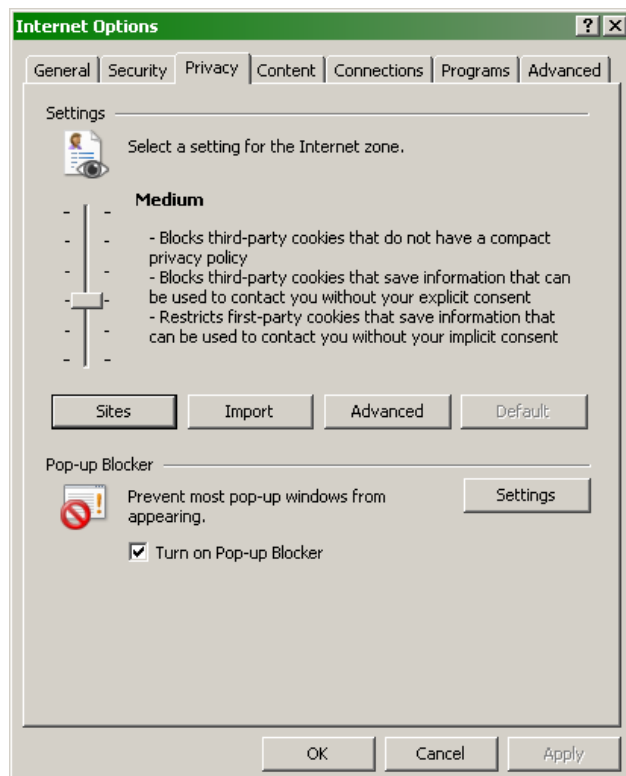 Internet Options
General Security Privacy Content Connections Programs Advanced
Settings
Select a setting for the Internet zone.
Medium
- Blocks third-party cookies that do not have a compact
privacy policy
- Blocks third-party cookies that save information that can
be used to contact you without your explicit consent
- Restricts first-party cookies that save information that
can be used to contact you without your implicit consent
Sites Import Advanced Default
Pop-up Blocker
Prevent most pop-up windows from
appearing.
Settings
Turn on Pop-up Blocker
OK Cancel Apply